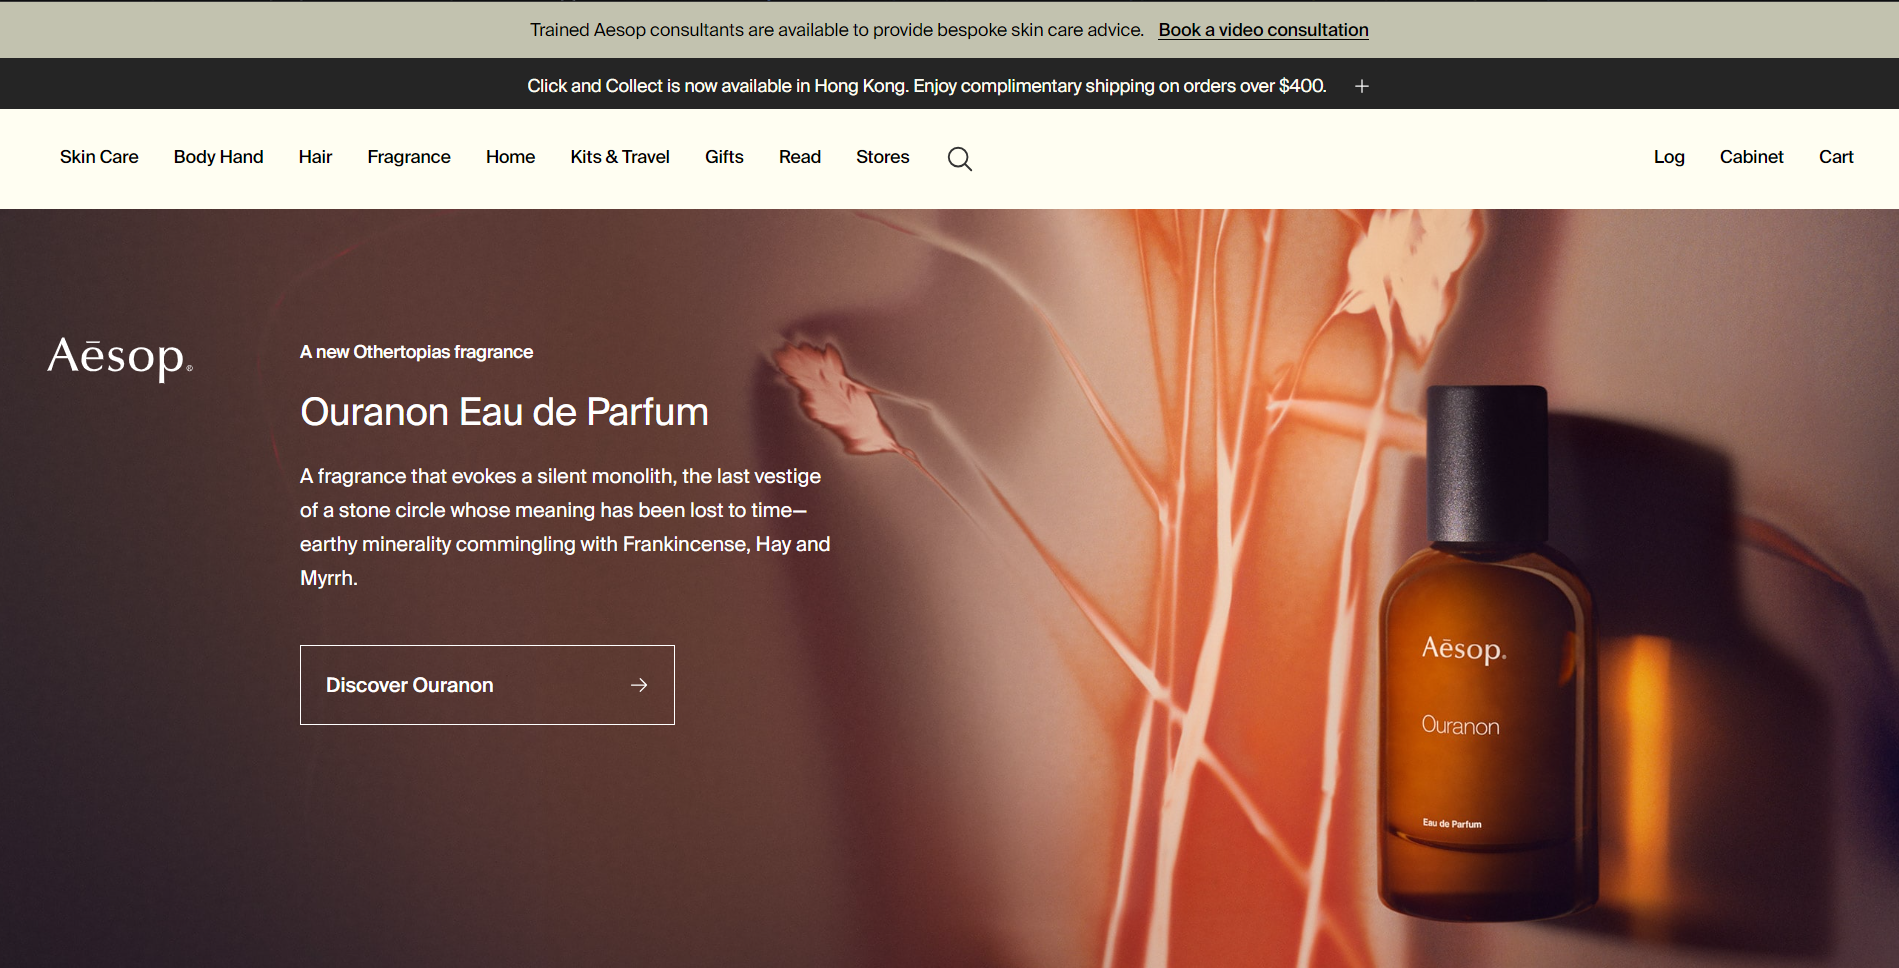 Trained Aesop consultants are available to provide bespoke skin care advice. Book a video consultation
Click and Collect is now available in Hong Kong. Enjoy complimentary shipping on orders over $400. +
Skin Care Body Hand Hair Fragrance Home Kits & Travel Gifts Read Stores Log Cabinet Cart
Aēsop®
A new Othertopias fragrance
Ouranon Eau de Parfum
A fragrance that evokes a silent monolith, the last vestige
of a stone circle whose meaning has been lost to time—
earthy minerality commingling with Frankincense, Hay and
Myrrh.
Discover Ouranon →
Aēsop.
Ouranon
Eau de Parfum